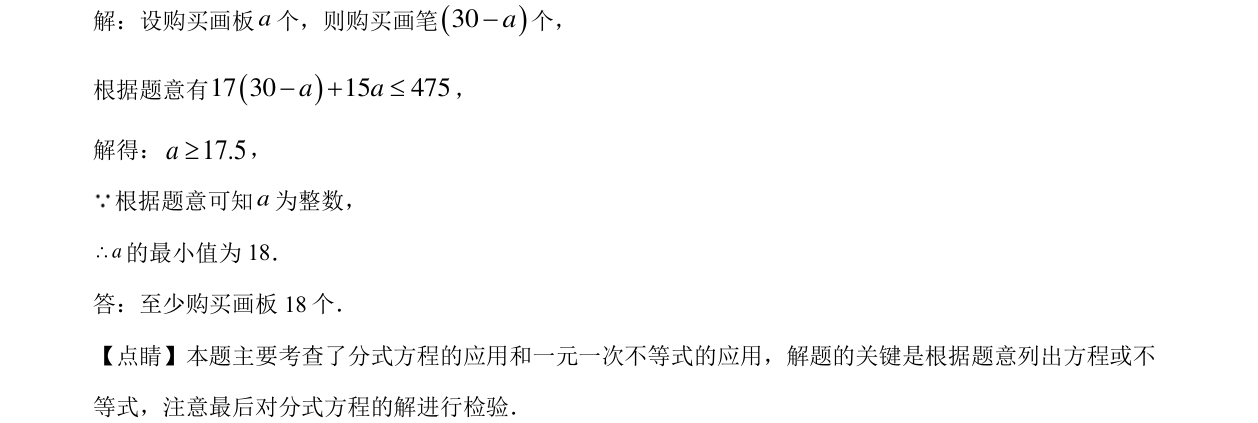 解：设购买画板a个，则购买画笔(30−a)个，
根据题意有17(30−a)+15a≤475，
解得：a≥17.5，
∵根据题意可知a为整数，
∴a的最小值为18．
答：至少购买画板18个．
【点睛】本题主要考查了分式方程的应用和一元一次不等式的应用，解题的关键是根据题意列出方程或不
等式，注意最后对分式方程的解进行检验．